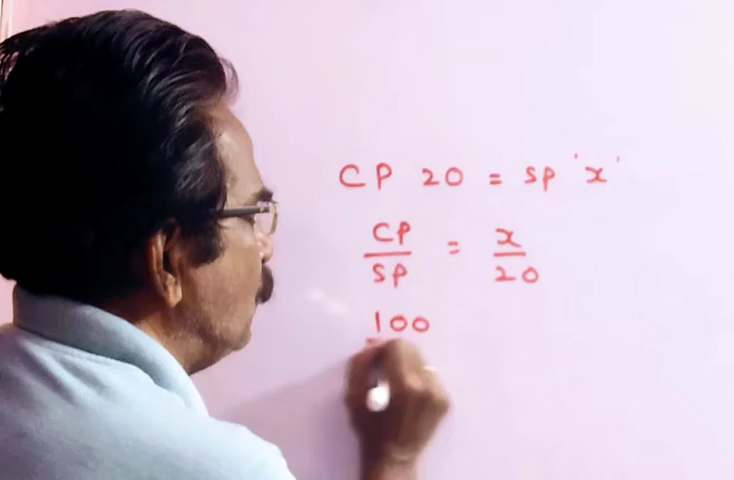 CP 20 = SP 'x'
CP/SP = x/20
100